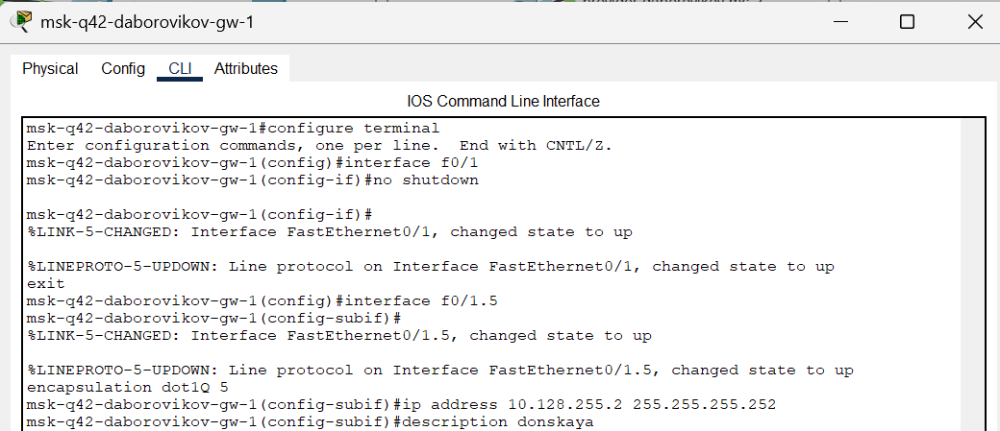 msk-q42-daborovikov-gw-1
Physical Config CLI Attributes
IOS Command Line Interface
msk-q42-daborovikov-gw-1#configure terminal
Enter configuration commands, one per line.  End with CNTL/Z.
msk-q42-daborovikov-gw-1(config)#interface f0/1
msk-q42-daborovikov-gw-1(config-if)#no shutdown
msk-q42-daborovikov-gw-1(config-if)#
%LINK-5-CHANGED: Interface FastEthernet0/1, changed state to up
%LINEPROTO-5-UPDOWN: Line protocol on Interface FastEthernet0/1, changed state to up
exit
msk-q42-daborovikov-gw-1(config)#interface f0/1.5
msk-q42-daborovikov-gw-1(config-subif)#
%LINK-5-CHANGED: Interface FastEthernet0/1.5, changed state to up
%LINEPROTO-5-UPDOWN: Line protocol on Interface FastEthernet0/1.5, changed state to up
encapsulation dot1Q 5
msk-q42-daborovikov-gw-1(config-subif)#ip address 10.128.255.2 255.255.255.252
msk-q42-daborovikov-gw-1(config-subif)#description donskaya